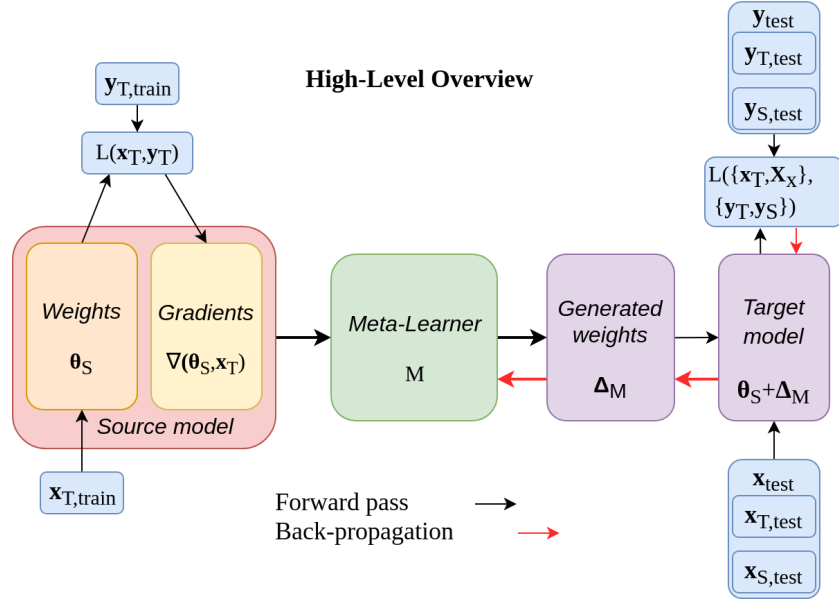 High-Level Overview
y_T,train
L(x_T,y_T)
Weights
θ_S
Gradients
∇(θ_S,x_T)
Source model
x_T,train
Meta-Learner
M
Generated
weights
Δ_M
Target
model
θ_S+Δ_M
y_test
y_T,test
y_S,test
L({x_T,X_x},
{y_T,y_S})
x_test
x_T,test
x_S,test
Forward pass
Back-propagation